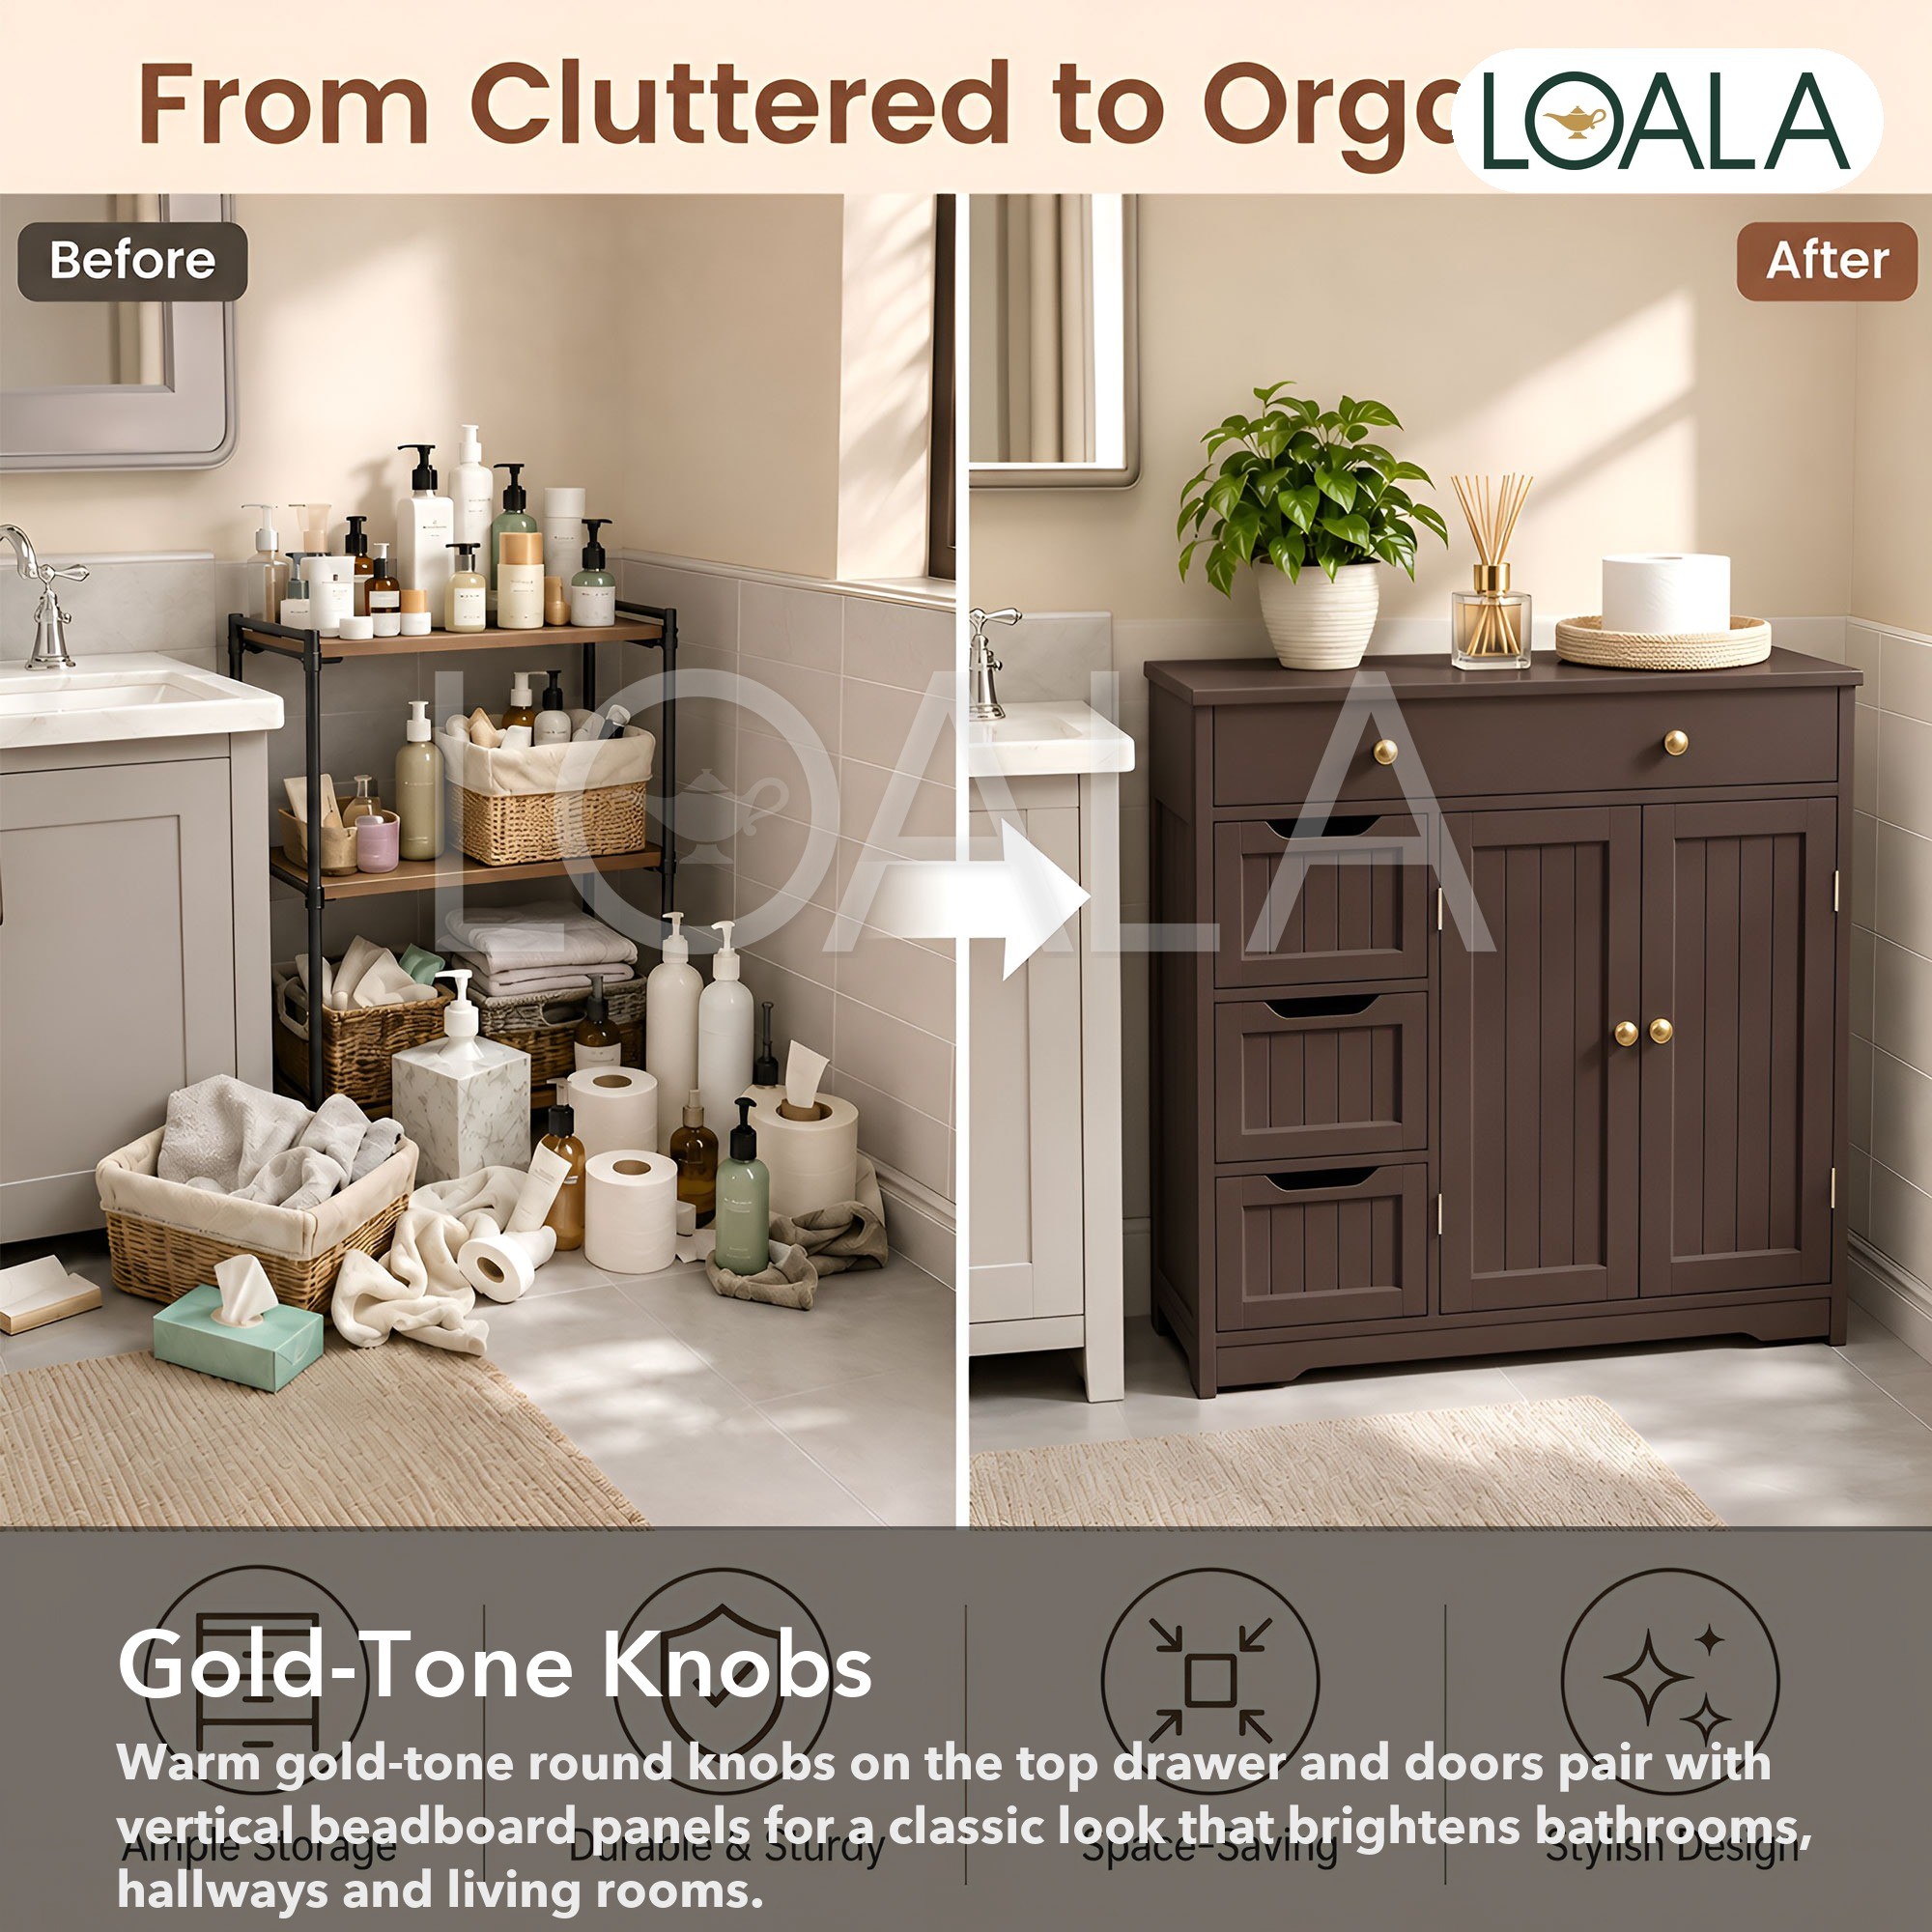 From Cluttered to Orga
LOALA
Before
After
LOALA
Gold-Tone Knobs
Warm gold-tone round knobs on the top drawer and doors pair with
vertical beadboard panels for a classic look that brightens bathrooms,
Ample Storage
Durable & Sturdy
Space-Saving
Stylish Design
hallways and living rooms.